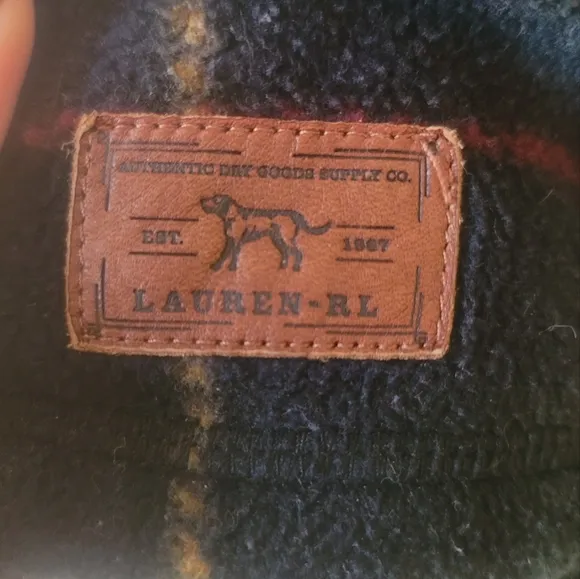 AUTHENTIC DRY GOODS SUPPLY CO.
EST. 1967
LAUREN-RL